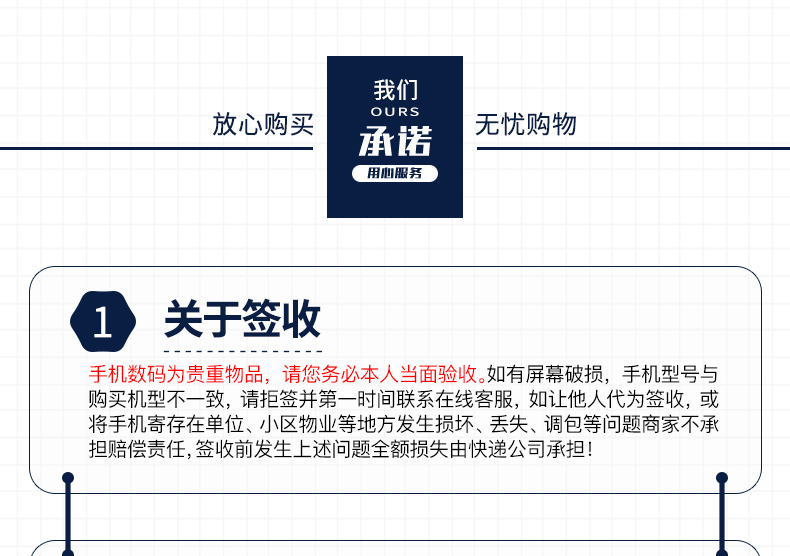 放心购买
我们
OURS
承诺
用心服务
无忧购物
1
关于签收
手机数码为贵重物品，请您务必本人当面验收。如有屏幕破损，手机型号与
购买机型不一致，请拒签并第一时间联系在线客服，如让他人代为签收，或
将手机寄存在单位、小区物业等地方发生损坏、丢失、调包等问题商家不承
担赔偿责任，签收前发生上述问题全额损失由快递公司承担！